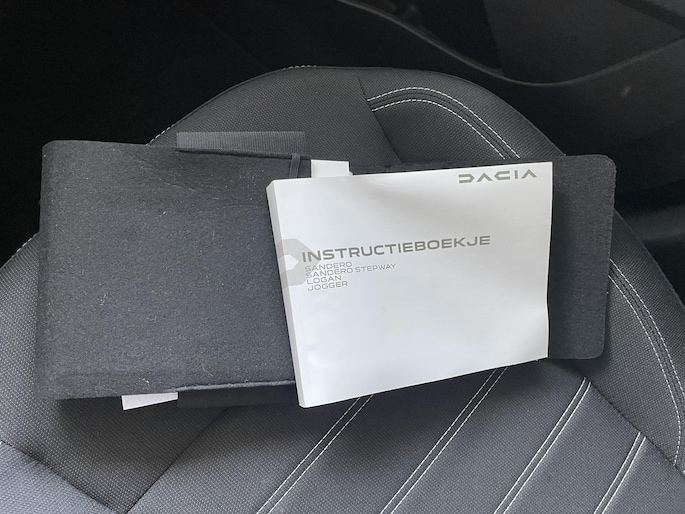 DACIA
INSTRUCTIEBOEKJE
SANDERO
SANDERO STEPWAY
LOGAN
JOGGER